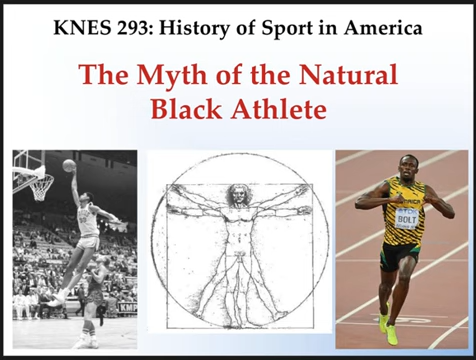 KNES 293: History of Sport in America
The Myth of the Natural
Black Athlete
BOLT